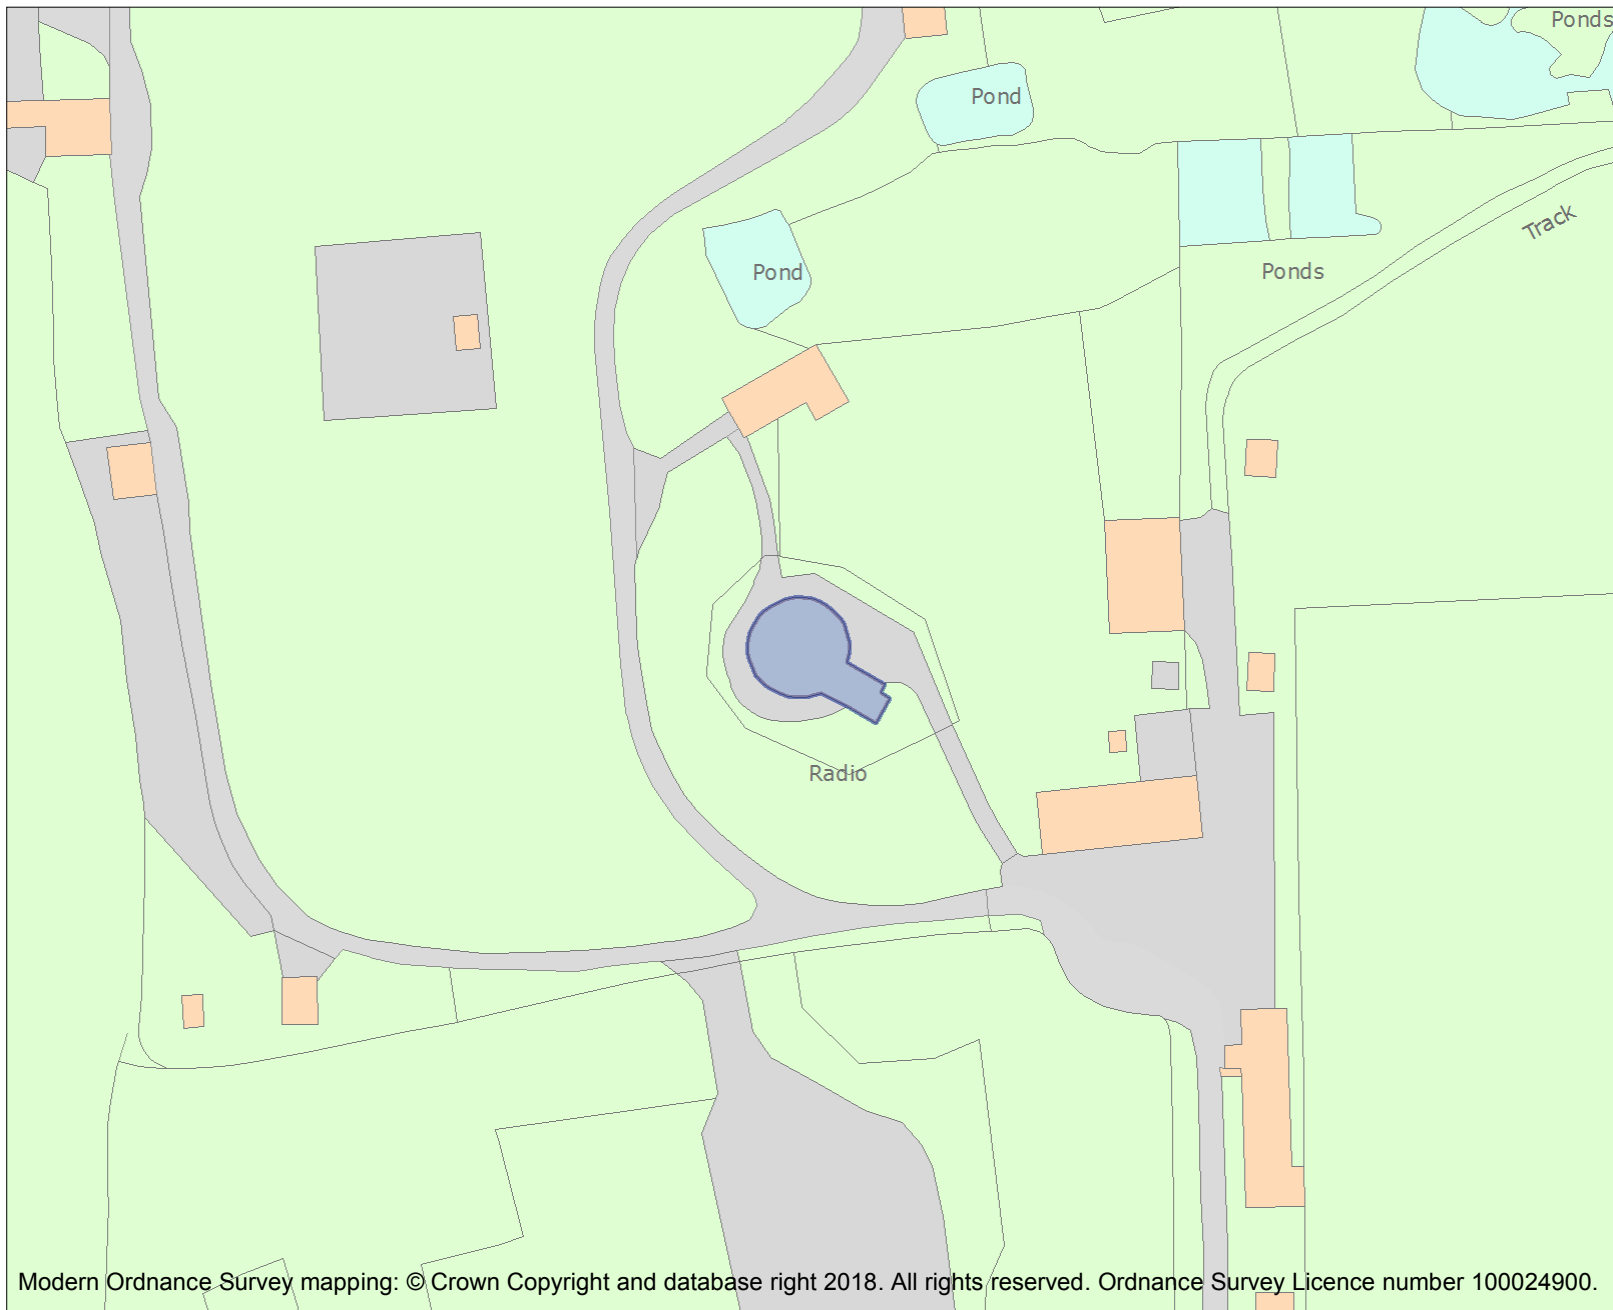 Ponds
Pond
Track
Pond
Ponds
Radio
Modern Ordnance Survey mapping: © Crown Copyright and database right 2018. All rights reserved. Ordnance Survey Licence number 100024900.